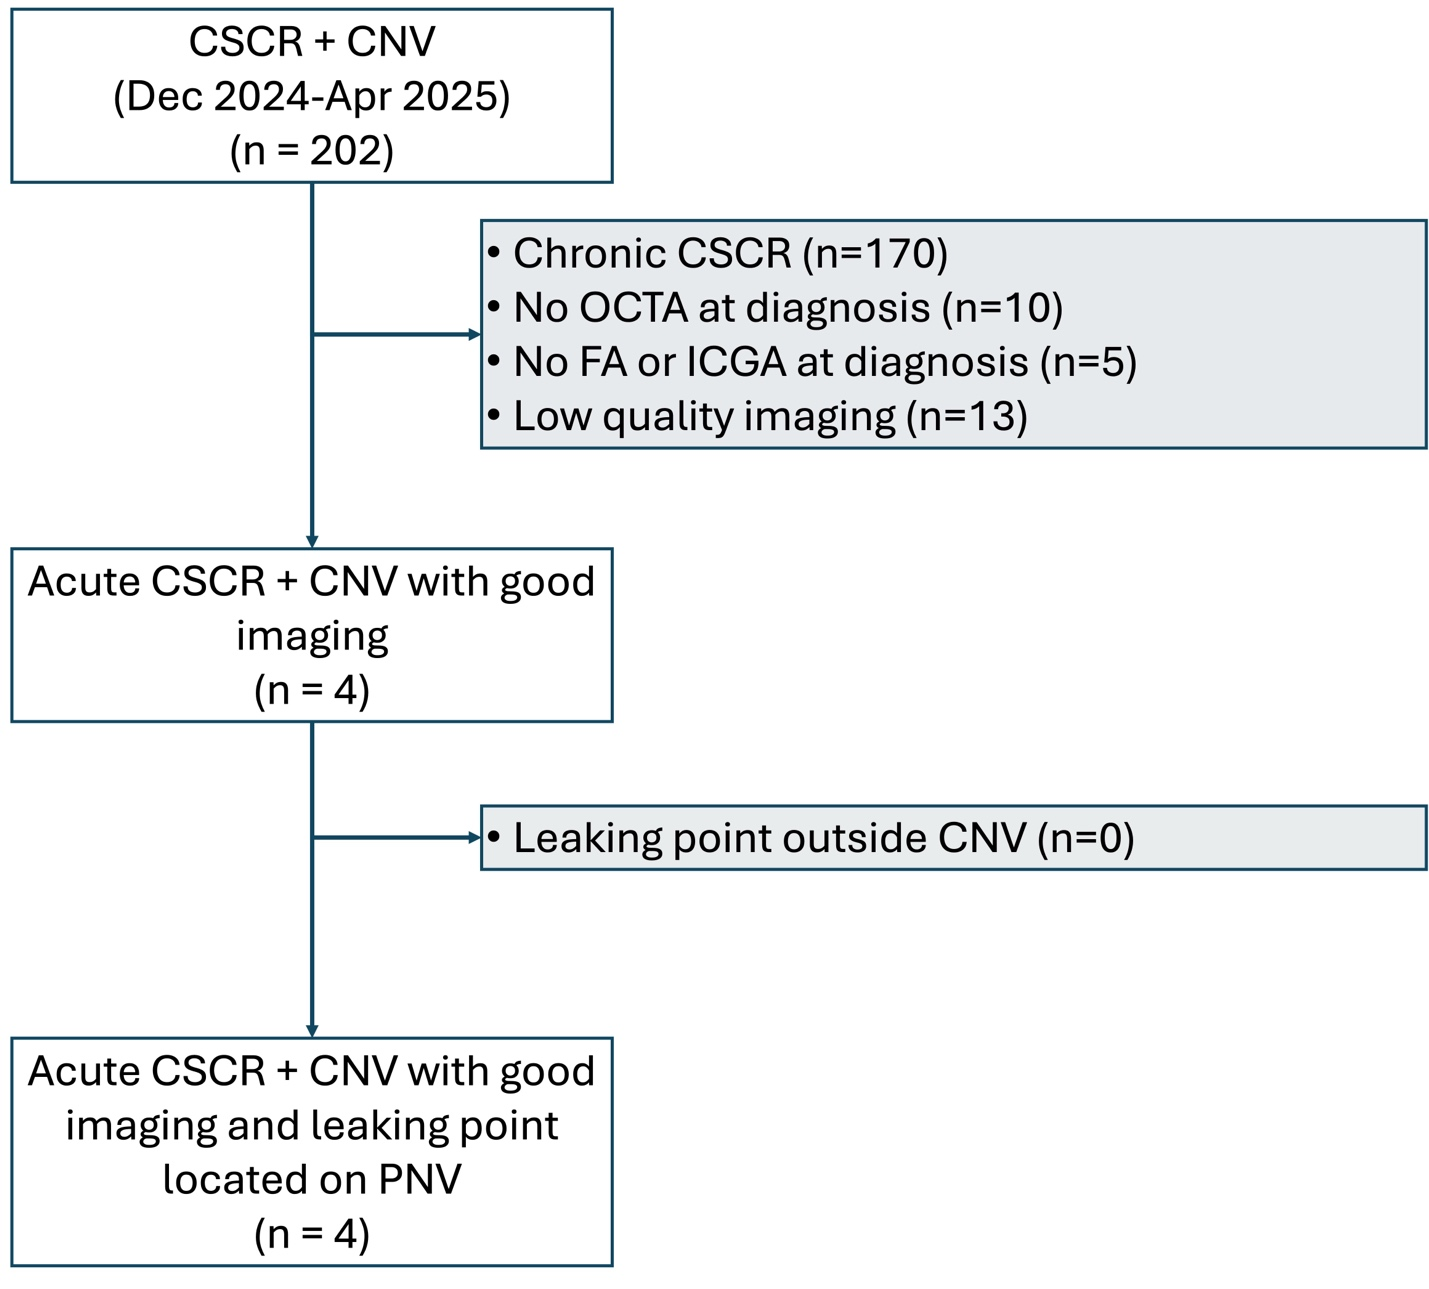 CSCR + CNV
(Dec 2024-Apr 2025)
(n = 202)
• Chronic CSCR (n=170)
• No OCTA at diagnosis (n=10)
• No FA or ICGA at diagnosis (n=5)
• Low quality imaging (n=13)
Acute CSCR + CNV with good
imaging
(n = 4)
• Leaking point outside CNV (n=0)
Acute CSCR + CNV with good
imaging and leaking point
located on PNV
(n = 4)